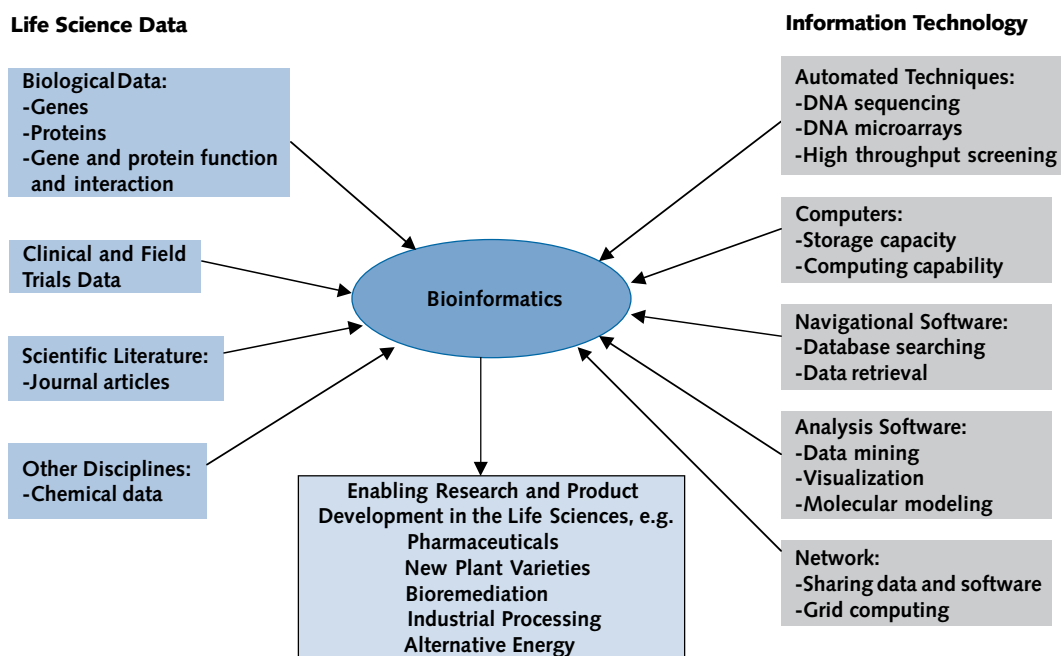 Life Science Data
Biological Data:
-Genes
-Proteins
-Gene and protein function
and interaction
Clinical and Field
Trials Data
Scientific Literature:
-Journal articles
Other Disciplines:
-Chemical data
Bioinformatics
Enabling Research and Product
Development in the Life Sciences, e.g.
Pharmaceuticals
New Plant Varieties
Bioremediation
Industrial Processing
Alternative Energy
Information Technology
Automated Techniques:
-DNA sequencing
-DNA microarrays
-High throughput screening
Computers:
-Storage capacity
-Computing capability
Navigational Software:
-Database searching
-Data retrieval
Analysis Software:
-Data mining
-Visualization
-Molecular modeling
Network:
-Sharing data and software
-Grid computing